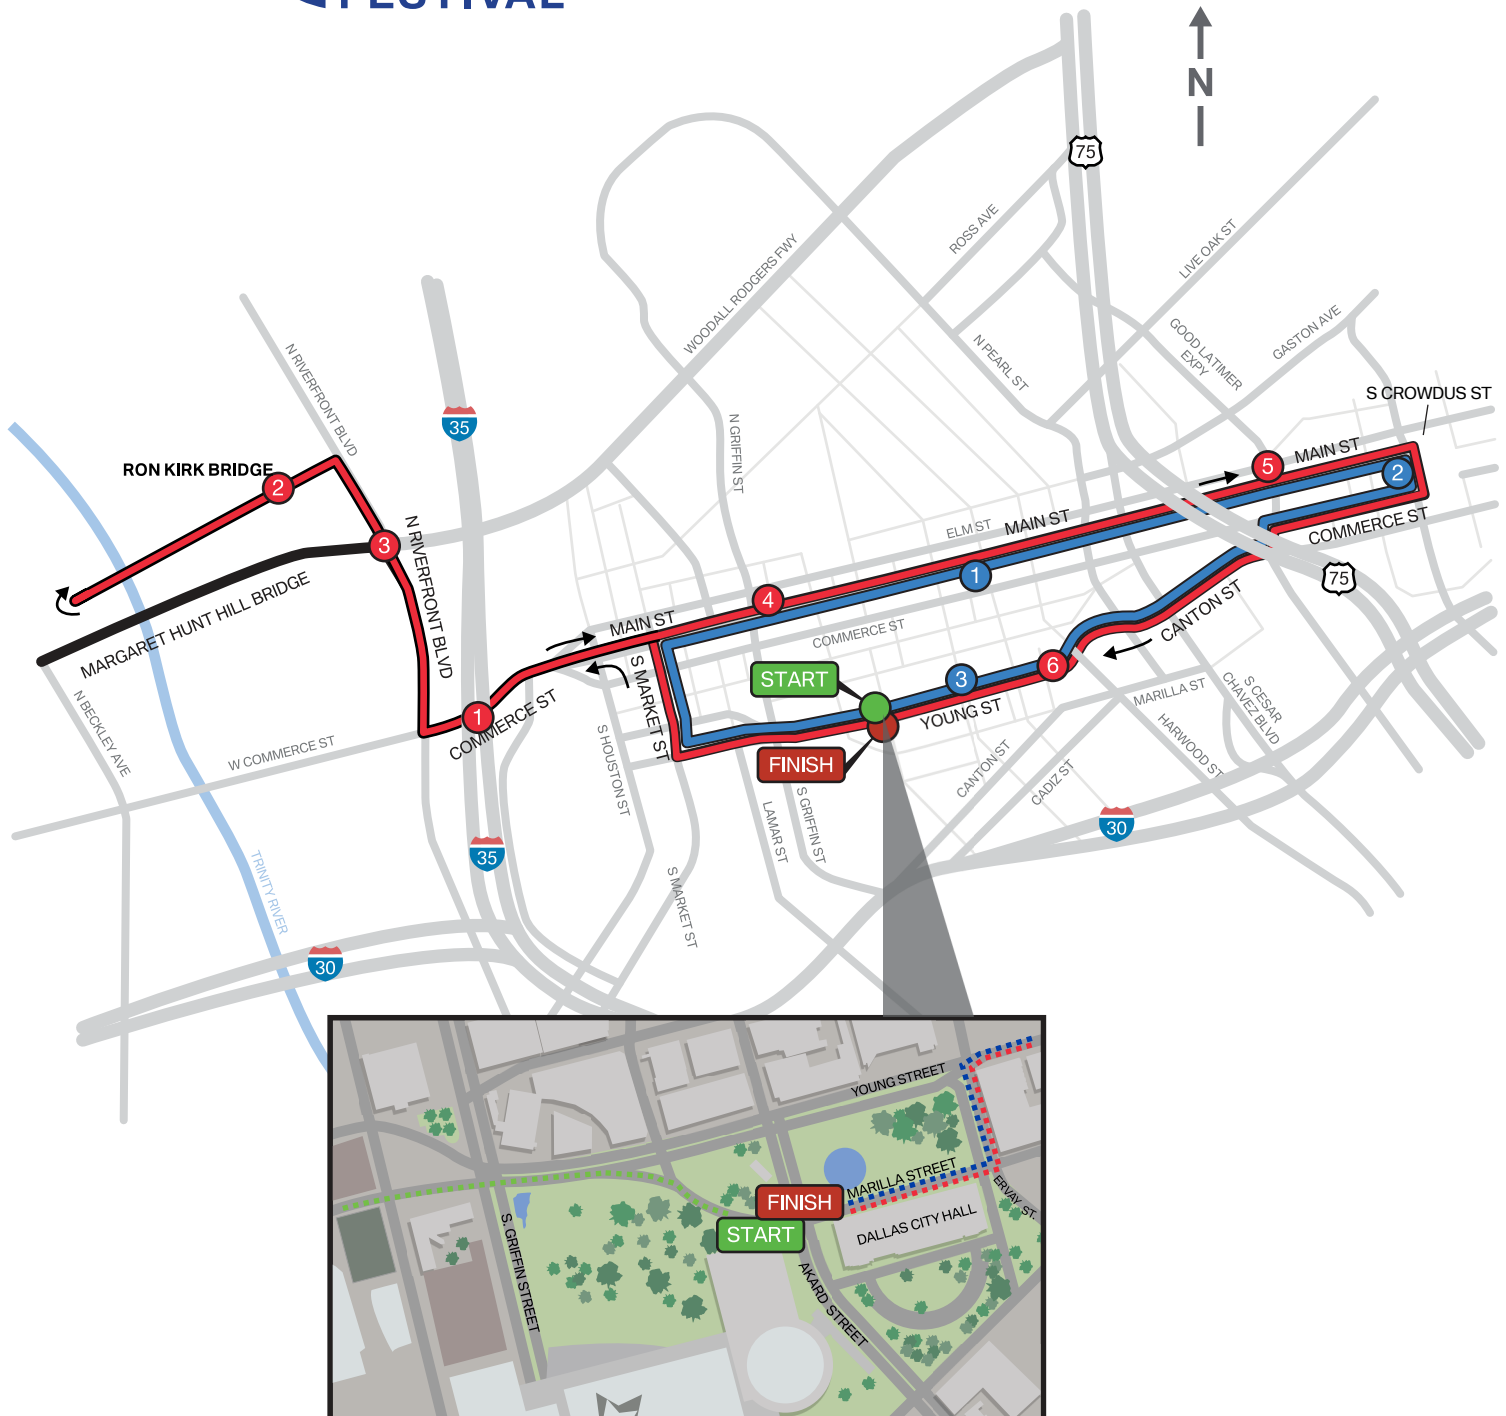 FESTIVAL
N
75
ROSS AVE
LIVE OAK ST
WOODALL RODGERS FWY
N RIVERFRONT BLVD
N PEARL ST
GOOD LATIMER
EXPY
GASTON AVE
S CROWDUS ST
35
N GRIFFIN ST
RON KIRK BRIDGE
2
5
MAIN ST
2
3
N RIVERFRONT BLVD
ELM ST
MAIN ST
COMMERCE ST
MARGARET HUNT HILL BRIDGE
1
75
4
MAIN ST
COMMERCE ST
CANTON ST
START
3
6
S MARKET ST
N BECKLEY AVE
W COMMERCE ST
1
COMMERCE ST
YOUNG ST
MARILLA ST
S CESAR
CHAVEZ BLVD
HARWOOD ST
S HOUSTON ST
FINISH
CANTON ST
CADIZ ST
LAMAR ST
S GRIFFIN ST
30
35
TRINITY RIVER
S MARKET ST
30
YOUNG STREET
MARILLA STREET
ERVAY ST.
FINISH
START
DALLAS CITY HALL
S. GRIFFIN STREET
AKARD STREET